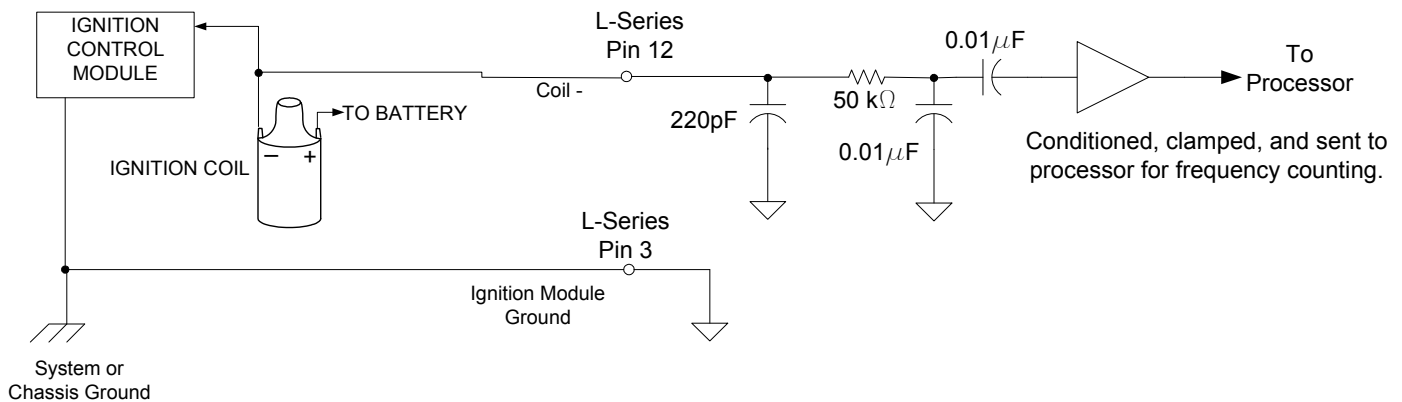 IGNITION
CONTROL
MODULE
L-Series
Pin 12
Coil -
TO BATTERY
IGNITION COIL
− +
220pF
50 kΩ
0.01μF
0.01μF
To
Processor
Conditioned, clamped, and sent to
processor for frequency counting.
L-Series
Pin 3
Ignition Module
Ground
System or
Chassis Ground